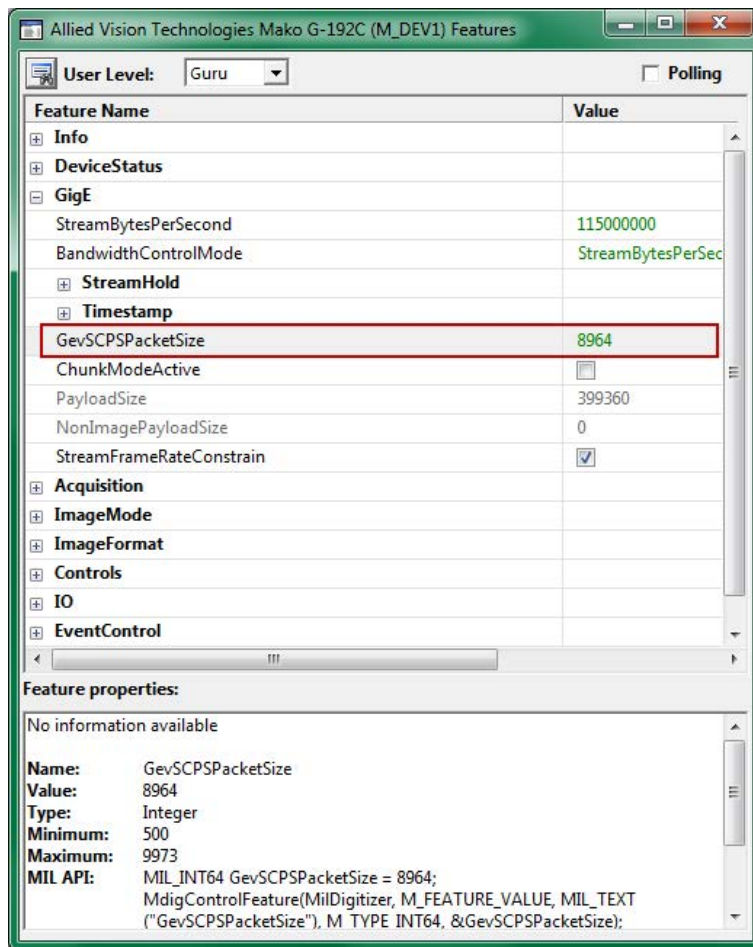 Allied Vision Technologies Mako G-192C (M_DEV1) Features
User Level: Guru Polling
Feature Name Value
Info
DeviceStatus
GigE
StreamBytesPerSecond 115000000
BandwidthControlMode StreamBytesPerSec
StreamHold
Timestamp
GevSCPSPacketSize 8964
ChunkModeActive
PayloadSize 399360
NonImagePayloadSize 0
StreamFrameRateConstrain
Acquisition
ImageMode
ImageFormat
Controls
IO
EventControl
Feature properties:
No information available
Name: GevSCPSPacketSize
Value: 8964
Type: Integer
Minimum: 500
Maximum: 9973
MIL API: MIL_INT64 GevSCPSPacketSize = 8964;
MdigControlFeature(MilDigitizer, M_FEATURE_VALUE, MIL_TEXT
("GevSCPSPacketSize"), M_TYPE_INT64, &GevSCPSPacketSize);